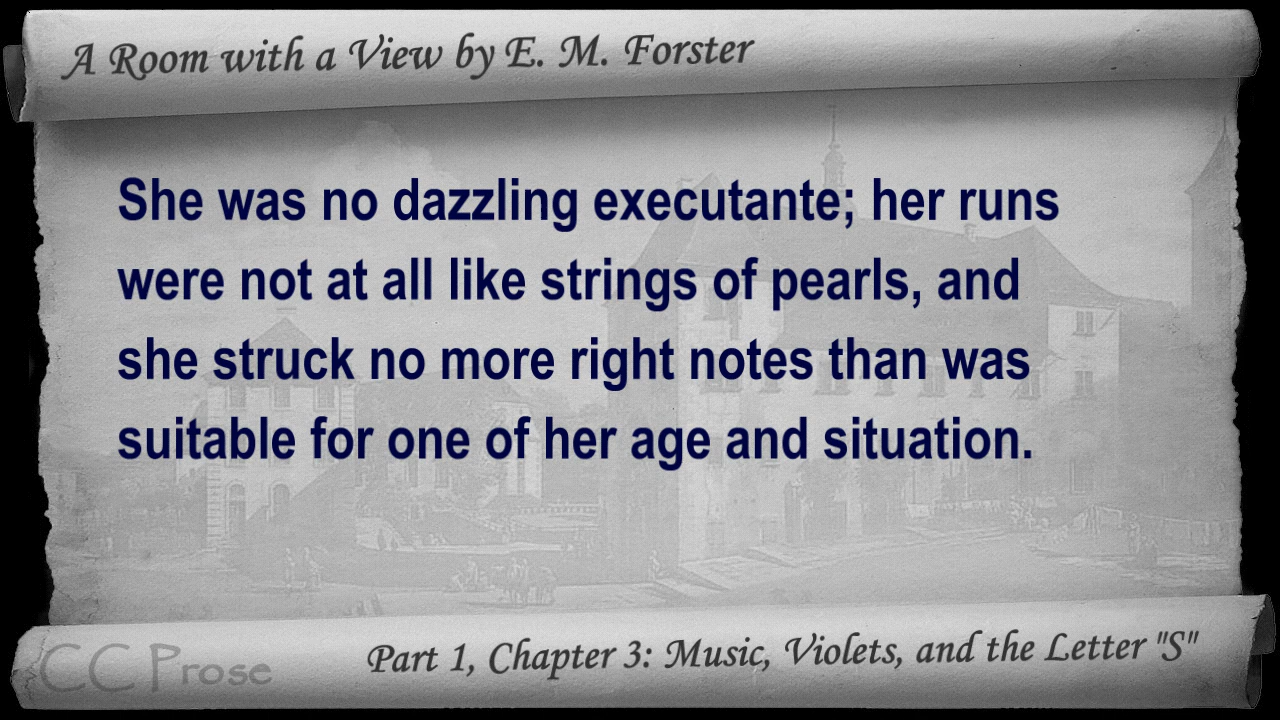 A Room with a View by E. M. Forster
She was no dazzling executante; her runs
were not at all like strings of pearls, and
she struck no more right notes than was
suitable for one of her age and situation.
CC Prose
Part 1, Chapter 3: Music, Violets, and the Letter "S"